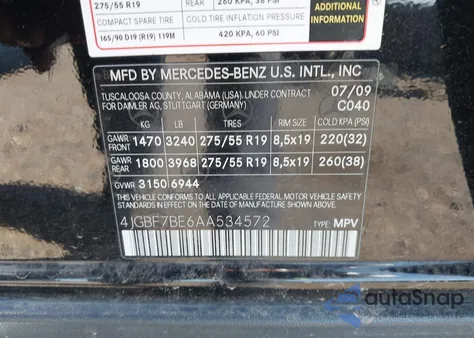 275/55 R19 REAR 260 KPA, 38 PSI
COMPACT SPARE TIRE COLD TIRE INFLATION PRESSURE
165/90 D19 (R19) 119M 420 KPA, 60 PSI
ADDITIONAL
INFORMATION
MFD BY MERCEDES-BENZ U.S. INTL., INC
TUSCALOOSA COUNTY, ALABAMA (USA), UNDER CONTRACT 07/09
FOR DAIMLER AG, STUTTGART (GERMANY) C040
KG LB TIRES RIM SIZE COLD KPA (PSI)
GAWR FRONT 1470 3240 275/55 R19 8,5x19 220(32)
GAWR REAR 1800 3968 275/55 R19 8,5x19 260(38)
GVWR 3150 6944
THIS VEHICLE CONFORMS TO ALL APPLICABLE FEDERAL
MOTOR VEHICLE SAFETY STANDARDS IN EFFECT ON THE
DATE OF MANUFACTURE SHOWN ABOVE.
4JGBF7BE6AA534572 TYPE: MPV
autoSnap